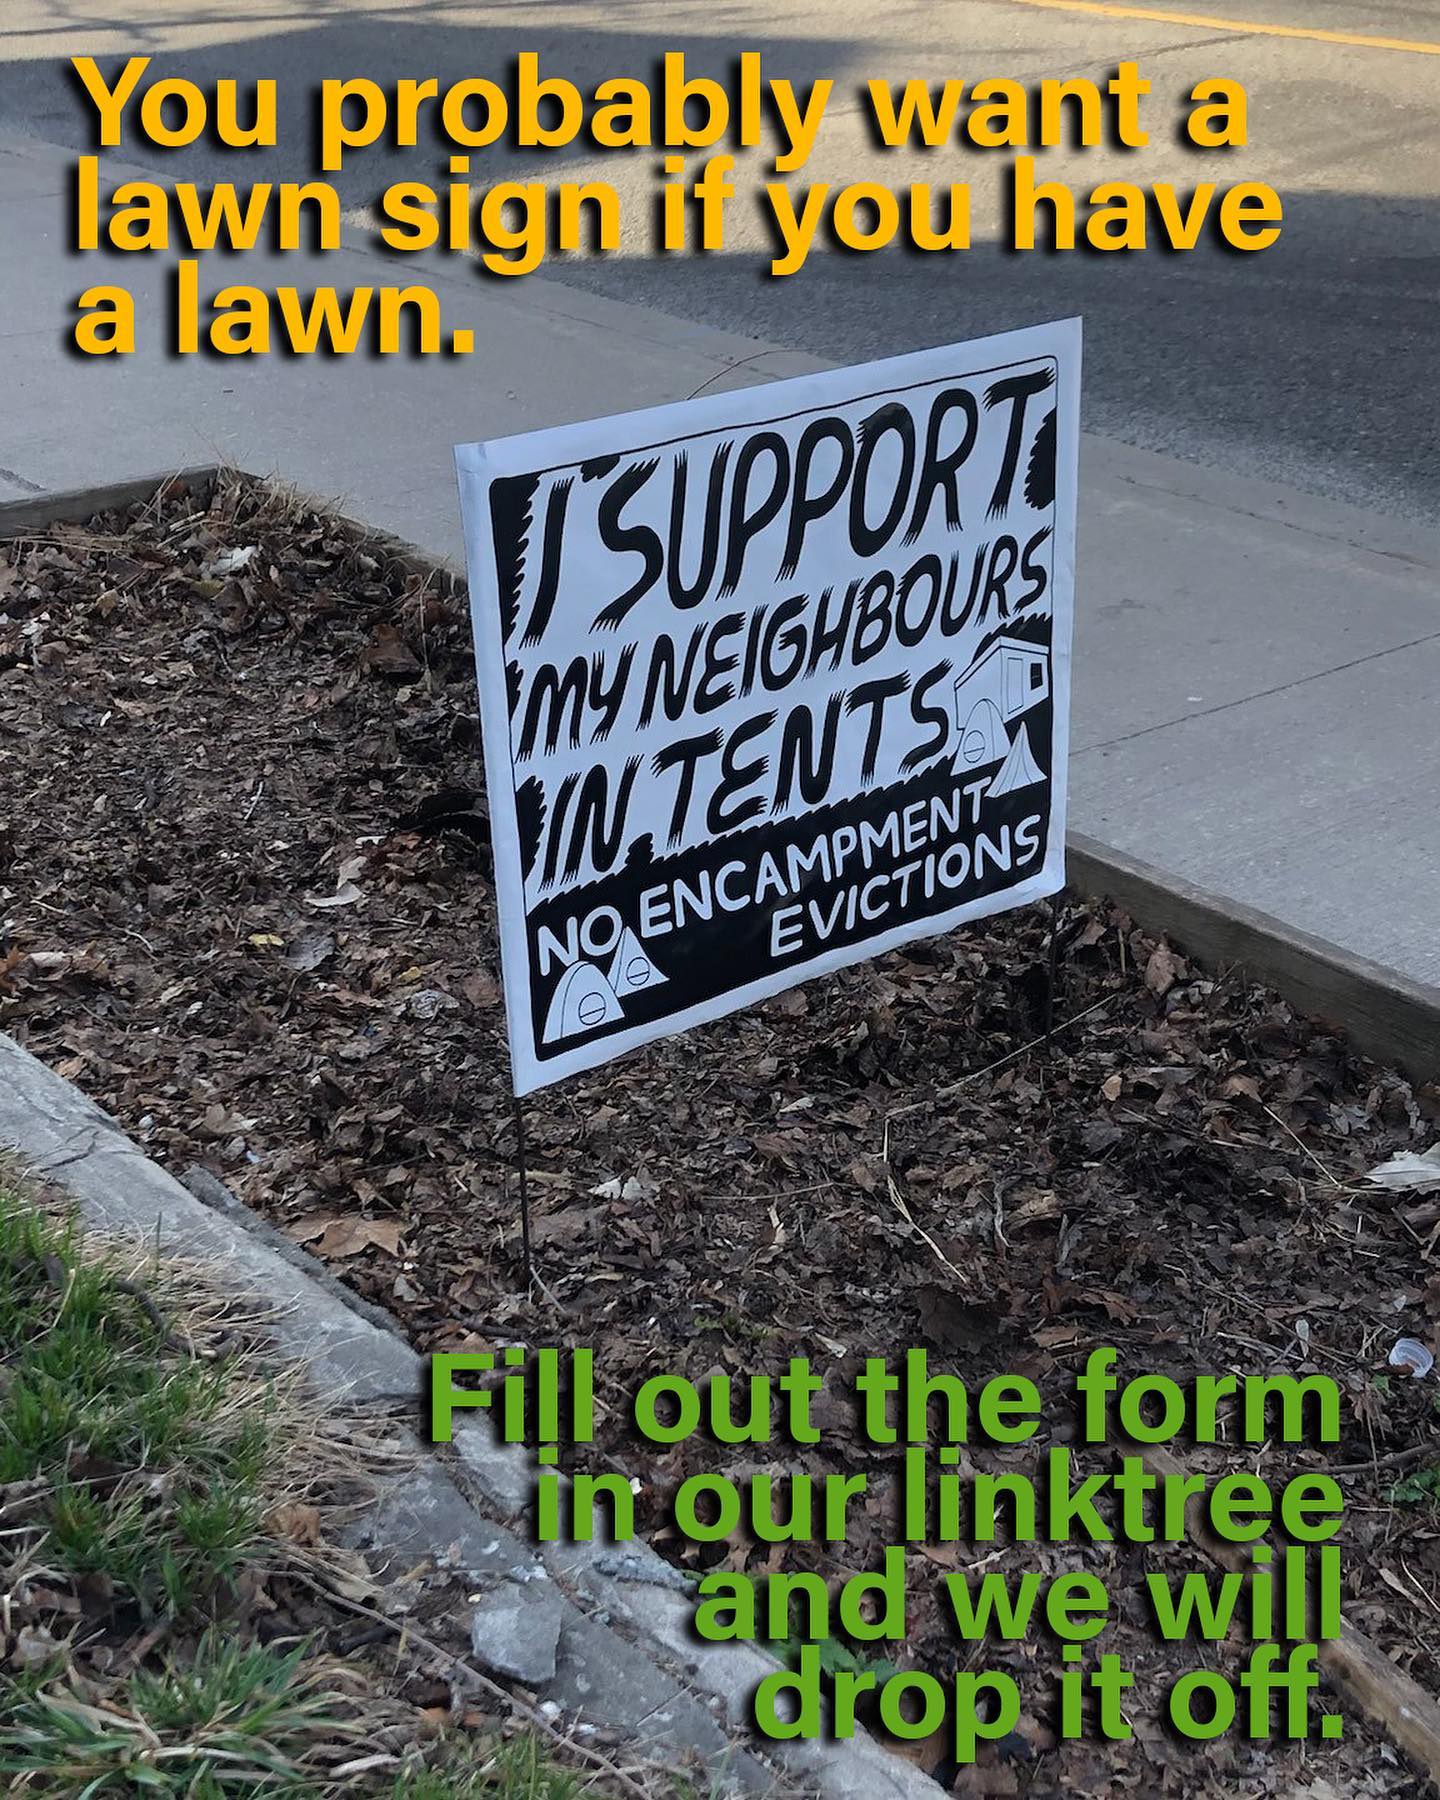 You probably want a
lawn sign if you have
a lawn.
I SUPPORT
MY NEIGHBOURS
IN TENTS
NO ENCAMPMENT
EVICTIONS
Fill out the form
in our linktree
and we will
drop it off.